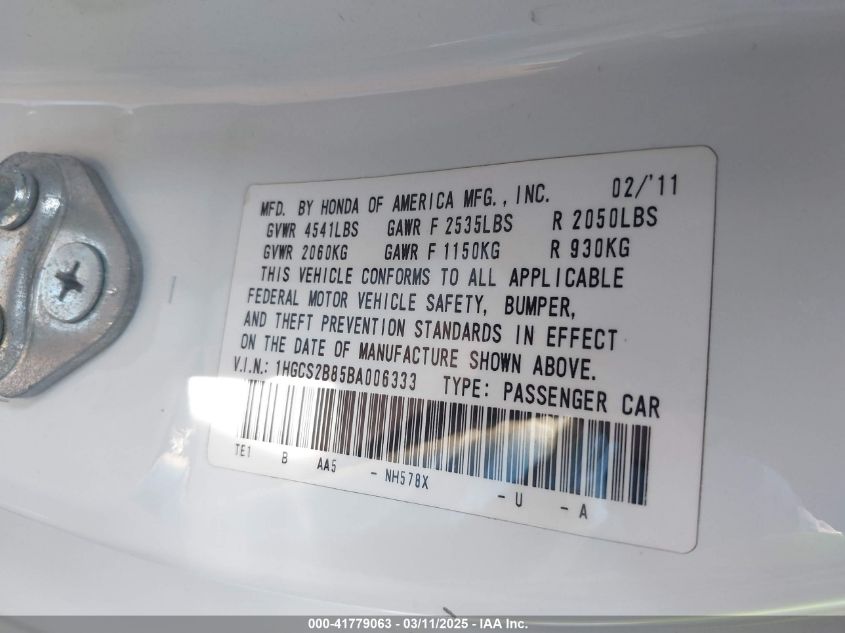 MFD. BY HONDA OF AMERICA MFG., INC. 02/'11
GVWR 4541LBS GAWR F 2535LBS R 2050LBS
GVWR 2060KG GAWR F 1150KG R 930KG
THIS VEHICLE CONFORMS TO ALL APPLICABLE
FEDERAL MOTOR VEHICLE SAFETY, BUMPER,
AND THEFT PREVENTION STANDARDS IN EFFECT
ON THE DATE OF MANUFACTURE SHOWN ABOVE.
V.I.N.: 1HGCS2B85BA006333 TYPE: PASSENGER CAR
TE1 B AA5 - NH578X - U - A
000-41779063 - 03/11/2025 - IAA Inc.